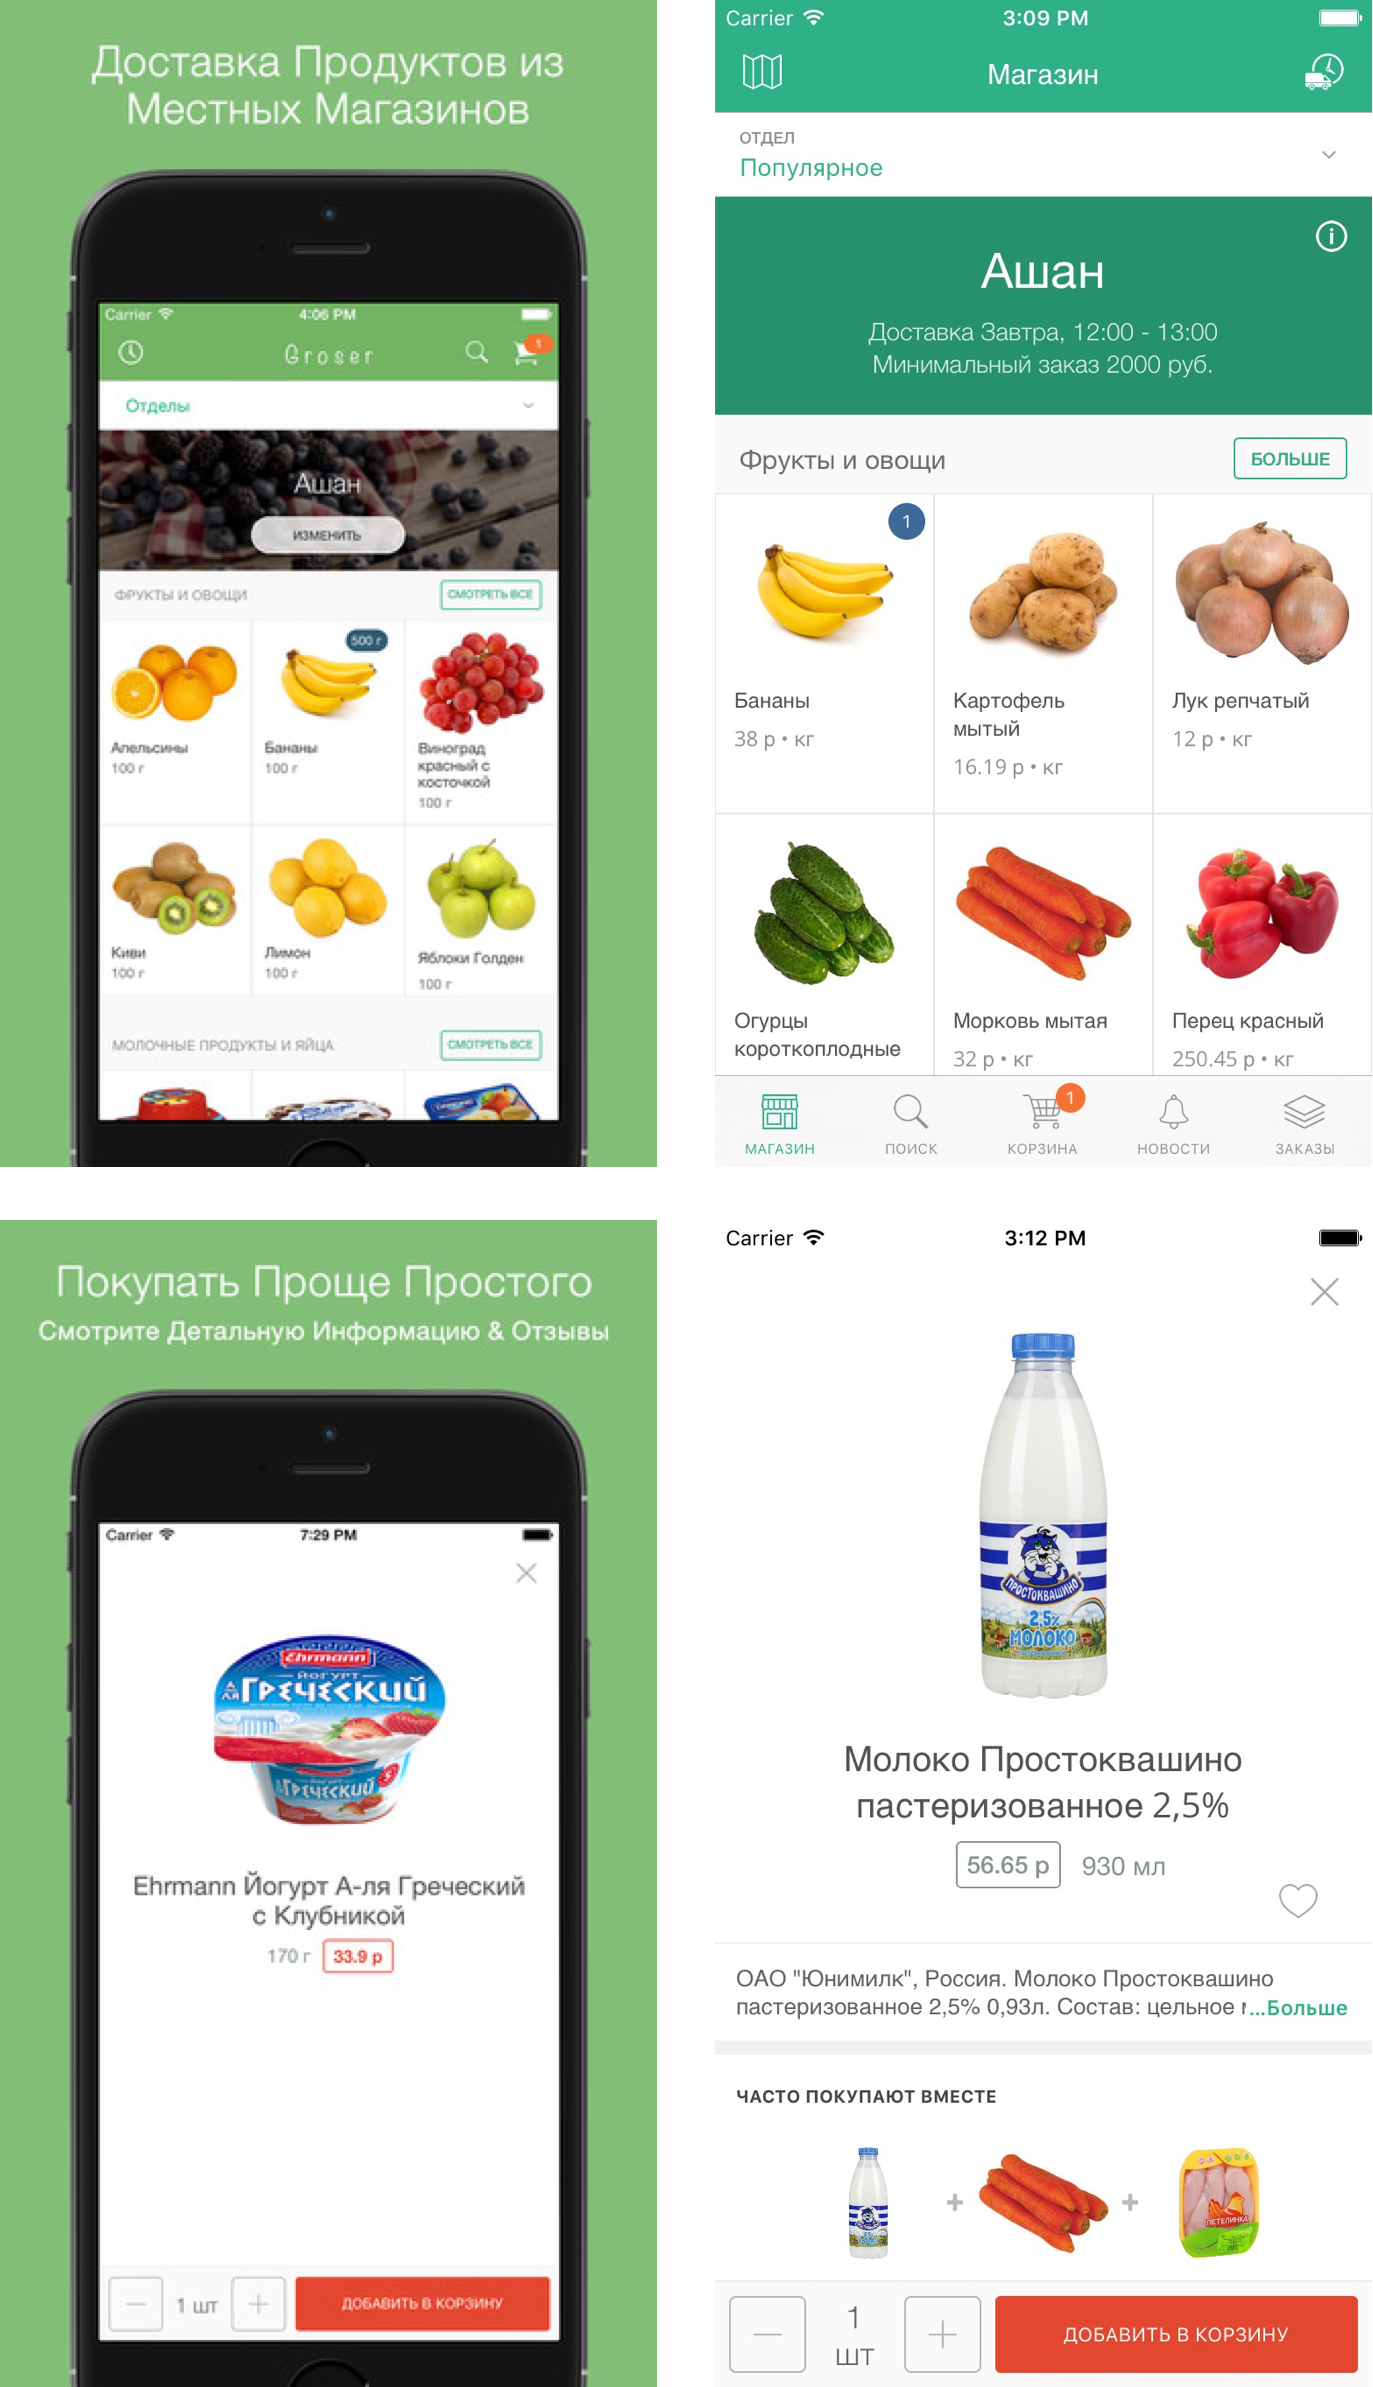 Доставка Продуктов из
Местных Магазинов
Carrier
4:06 PM
Groser
1
Отделы
Ашан
ИЗМЕНИТЬ
ФРУКТЫ И ОВОЩИ
СМОТРЕТЬ ВСЕ
500 г
Апельсины
100 г
Бананы
100 г
Виноград
красный с
косточкой
100 г
Киви
100 г
Лимон
100 г
Яблоки Голден
100 г
МОЛОЧНЫЕ ПРОДУКТЫ И ЯЙЦА
СМОТРЕТЬ ВСЕ
Carrier
3:09 PM
Магазин
ОТДЕЛ
Популярное
Ашан
Доставка Завтра, 12:00 - 13:00
Минимальный заказ 2000 руб.
Фрукты и овощи
БОЛЬШЕ
1
Бананы
38 р • кг
Картофель
мытый
16.19 р • кг
Лук репчатый
12 р • кг
Огурцы
короткоплодные
Морковь мытая
32 р • кг
Перец красный
250.45 р • кг
1
МАГАЗИН
ПОИСК
КОРЗИНА
НОВОСТИ
ЗАКАЗЫ
Покупать Проще Простого
Смотрите Детальную Информацию & Отзывы
Carrier
7:29 PM
Ehrmann
ЙОГУРТ
А-ЛЯ ГРЕЧЕСКИЙ
ГРЕЧЕСКИЙ
Ehrmann Йогурт А-ля Греческий
с Клубникой
170 г
33.9 р
1 шт
ДОБАВИТЬ В КОРЗИНУ
Carrier
3:12 PM
ПРОСТОКВАШИНО
2,5%
МОЛОКО
Молоко Простоквашино
пастеризованное 2,5%
56.65 р
930 мл
ОАО "Юнимилк", Россия. Молоко Простоквашино
пастеризованное 2,5% 0,93л. Состав: цельное ...Больше
ЧАСТО ПОКУПАЮТ ВМЕСТЕ
+
+
ПЕТЕЛИНКА
1
ШТ
ДОБАВИТЬ В КОРЗИНУ